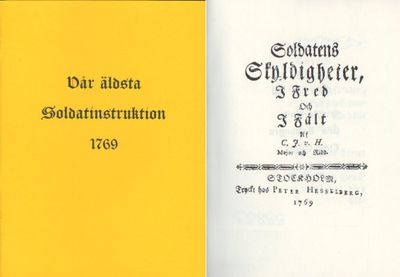 Vår äldsta
Soldatinstruktion
1769
Soldatens
Skyldigheter,
I Fred
Och
I Fält
Af
C. J. v. H.
Major och Ridd.
STOCKHOLM,
Tryckt hos PETER HESSELBERG,
1769